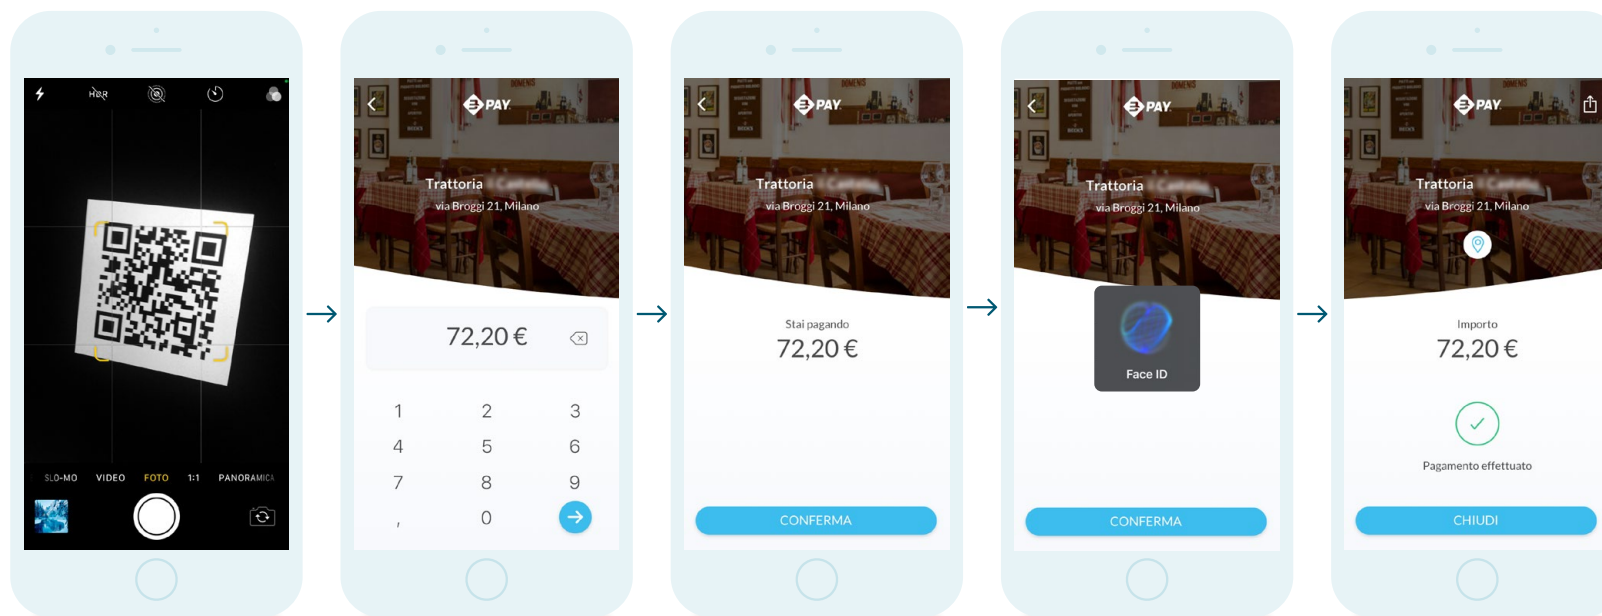 HDR
SLO-MO VIDEO FOTO 1:1 PANORAMICA
PAY
Trattoria
via Broggi 21, Milano
72,20 €
1 2 3
4 5 6
7 8 9
, 0
PAY
Trattoria
via Broggi 21, Milano
Stai pagando
72,20 €
CONFERMA
PAY
Trattoria
via Broggi 21, Milano
Face ID
CONFERMA
PAY
Trattoria
via Broggi 21, Milano
Importo
72,20 €
Pagamento effettuato
CHIUDI